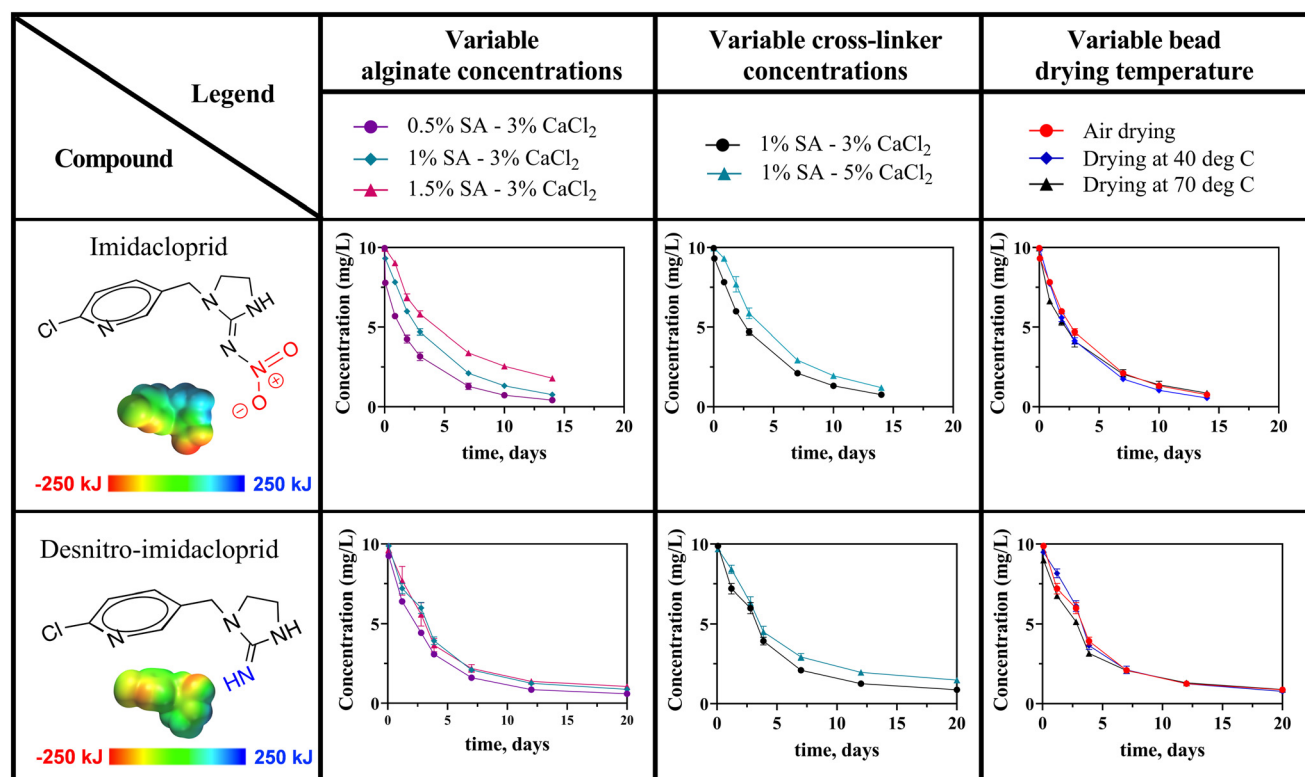 Legend
Compound
Variable
alginate concentrations
Variable cross-linker
concentrations
Variable bead
drying temperature
0.5% SA - 3% CaCl₂
1% SA - 3% CaCl₂
1.5% SA - 3% CaCl₂
1% SA - 3% CaCl₂
1% SA - 5% CaCl₂
Air drying
Drying at 40 deg C
Drying at 70 deg C
Imidacloprid
Cl
N
N
NH
N
N
O
O
⊕
⊖
-250 kJ
250 kJ
Concentration (mg/L)
10
5
0
0
5
10
15
20
time, days
Concentration (mg/L)
10
5
0
0
5
10
15
20
time, days
Concentration (mg/L)
10
5
0
0
5
10
15
20
time, days
Desnitro-imidacloprid
Cl
N
N
NH
HN
-250 kJ
250 kJ
Concentration (mg/L)
10
5
0
0
5
10
15
20
time, days
Concentration (mg/L)
10
5
0
0
5
10
15
20
time, days
Concentration (mg/L)
10
5
0
0
5
10
15
20
time, days